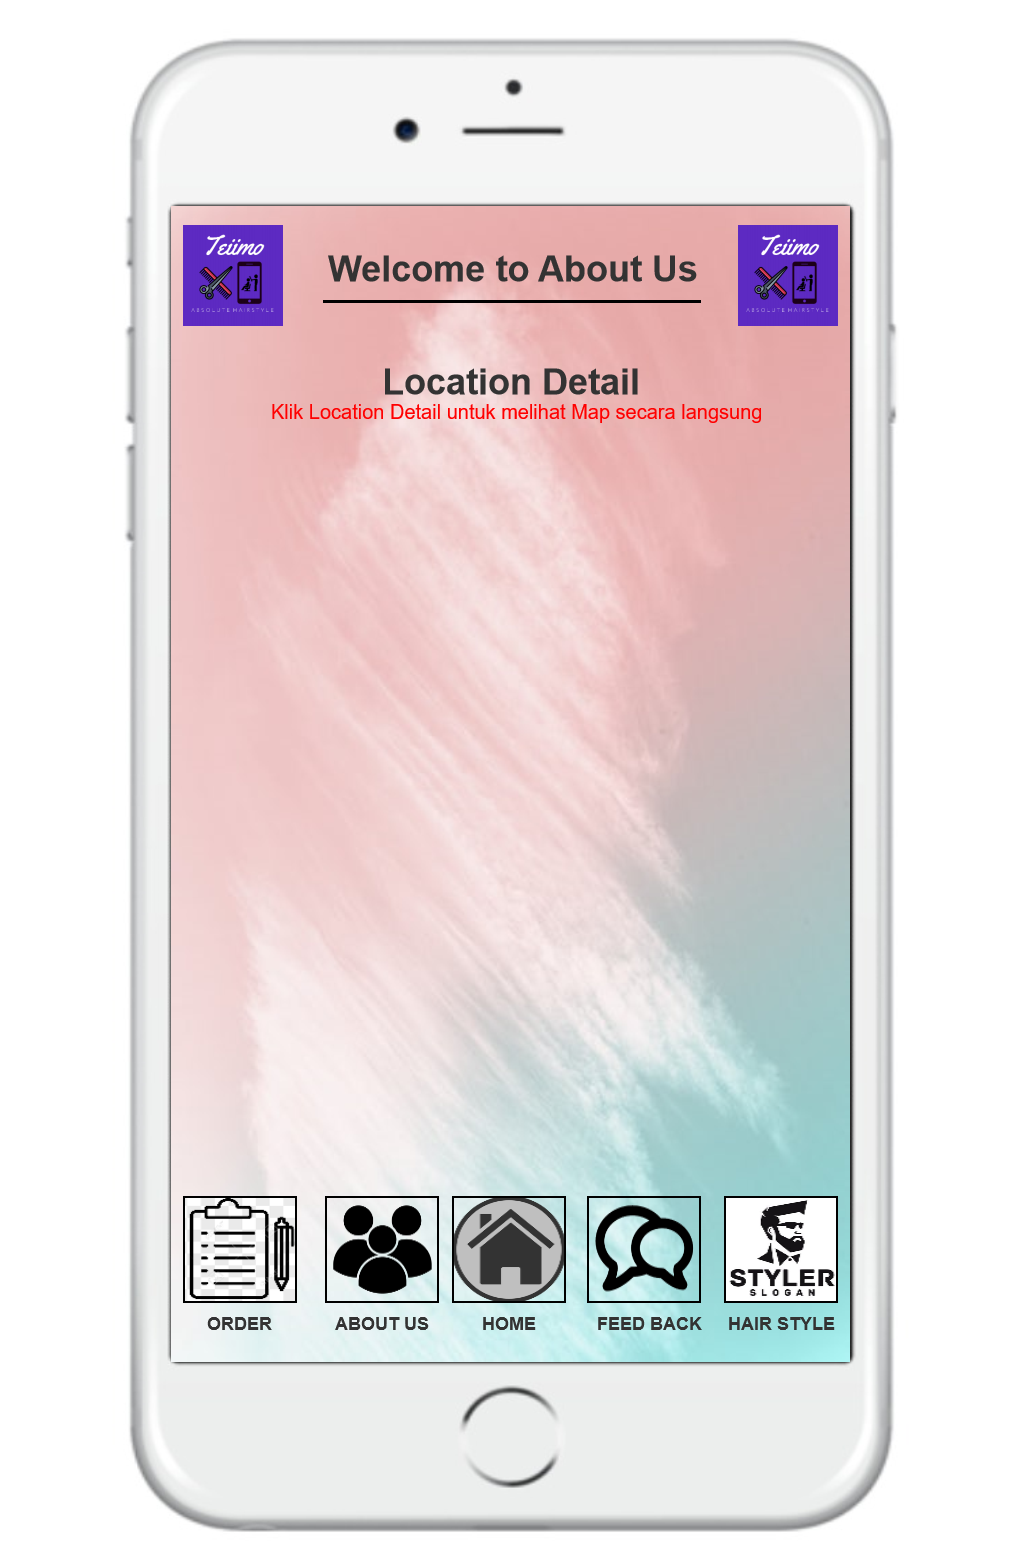 Teiimo
ABSOLUTE HAIRSTYLE
Welcome to About Us
Teiimo
ABSOLUTE HAIRSTYLE
Location Detail
Klik Location Detail untuk melihat Map secara langsung
STYLER
SLOGAN
ORDER
ABOUT US
HOME
FEED BACK
HAIR STYLE